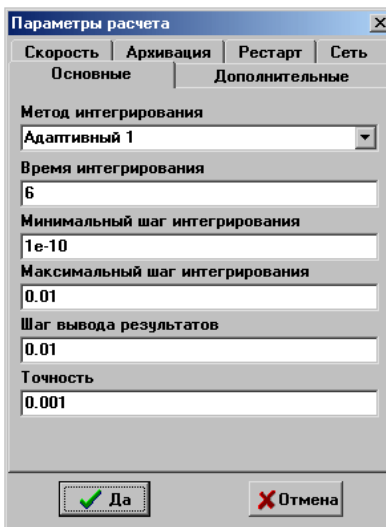 Параметры расчета
Скорость Архивация Рестарт Сеть
Основные Дополнительные
Метод интегрирования
Адаптивный 1
Время интегрирования
6
Минимальный шаг интегрирования
1e-10
Максимальный шаг интегрирования
0.01
Шаг вывода результатов
0.01
Точность
0.001
Да Отмена